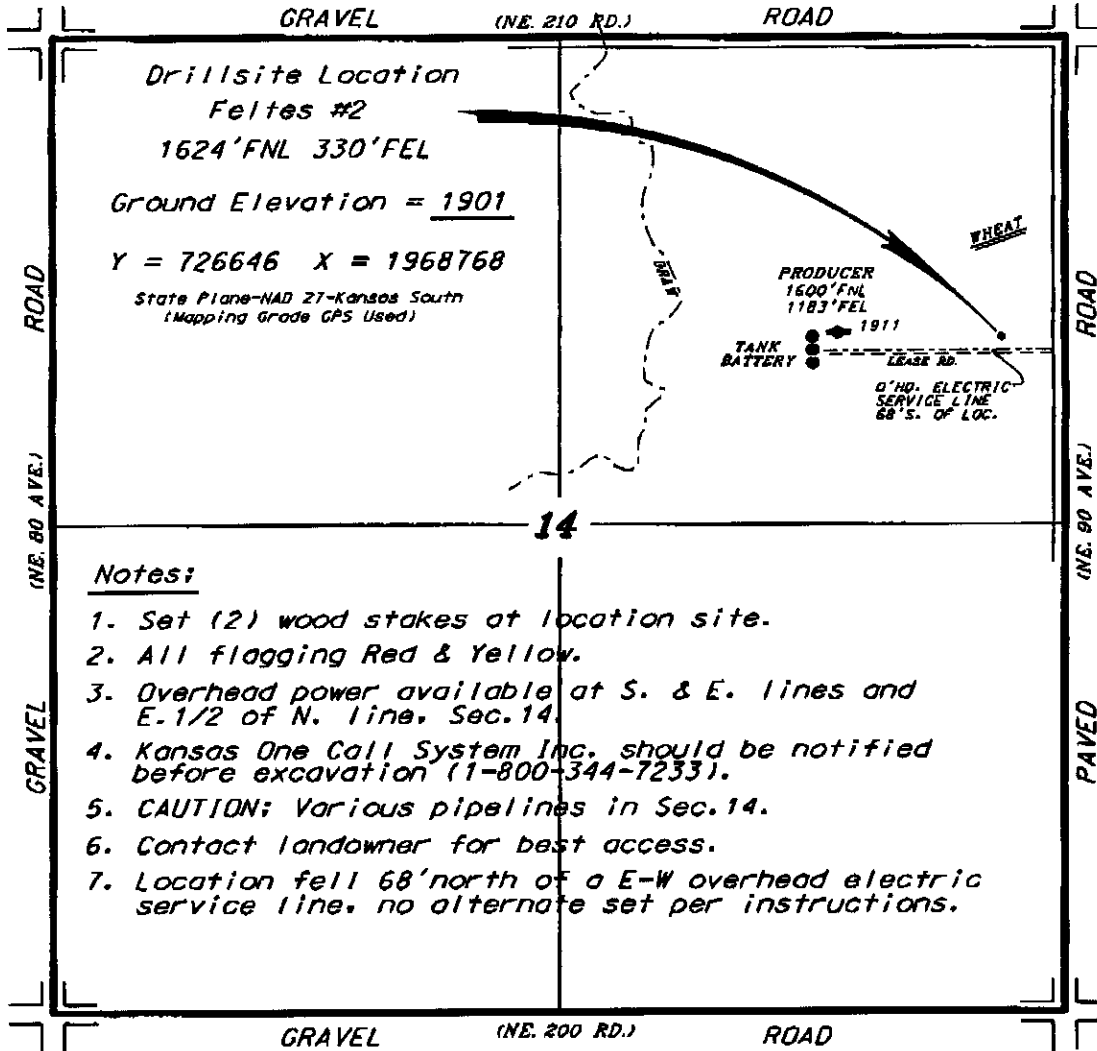 GRAVEL (NE. 210 RD.) ROAD
Drillsite Location
Feltes #2
1624'FNL 330'FEL
Ground Elevation = 1901
Y = 726646 X = 1968768
State Plane-NAD 27-Kansas South
(Mapping Grade GPS Used)
WHEAT
DRAW
PRODUCER
1600'FNL
1183'FEL
1911
TANK
BATTERY
LEASE RD.
O'HD. ELECTRIC
SERVICE LINE
68'S. OF LOC.
ROAD
(NE. 80 AVE.)
GRAVEL
ROAD
(NE. 90 AVE.)
PAVED
14
Notes:
1. Set (2) wood stakes at location site.
2. All flagging Red & Yellow.
3. Overhead power available at S. & E. lines and
E.1/2 of N. line, Sec.14.
4. Kansas One Call System Inc. should be notified
before excavation (1-800-344-7233).
5. CAUTION: Various pipelines in Sec.14.
6. Contact landowner for best access.
7. Location fell 68'north of a E-W overhead electric
service line, no alternate set per instructions.
GRAVEL (NE. 200 RD.) ROAD